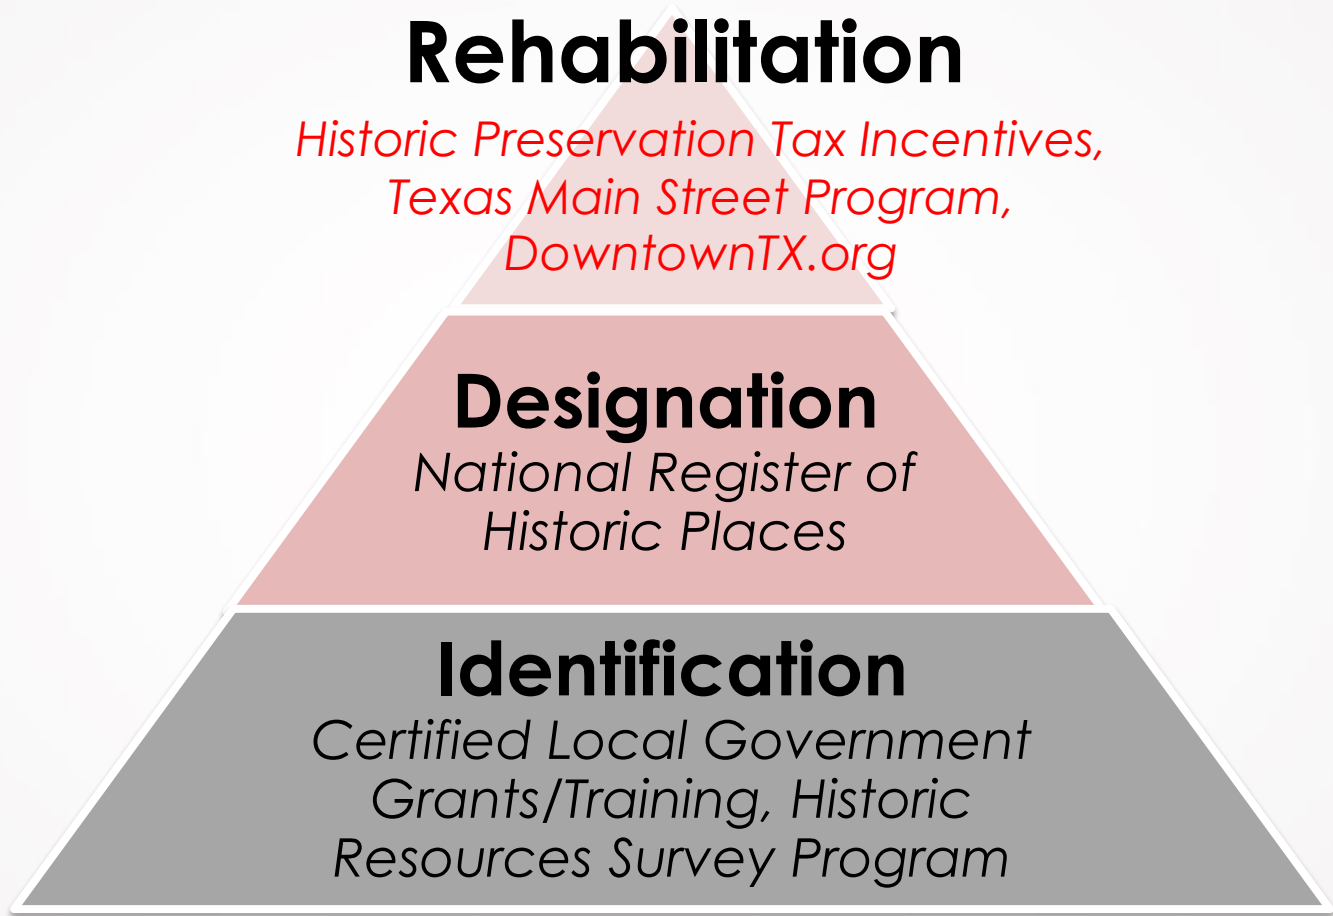 Rehabilitation
Historic Preservation Tax Incentives,
Texas Main Street Program,
DowntownTX.org
Designation
National Register of
Historic Places
Identification
Certified Local Government
Grants/Training, Historic
Resources Survey Program